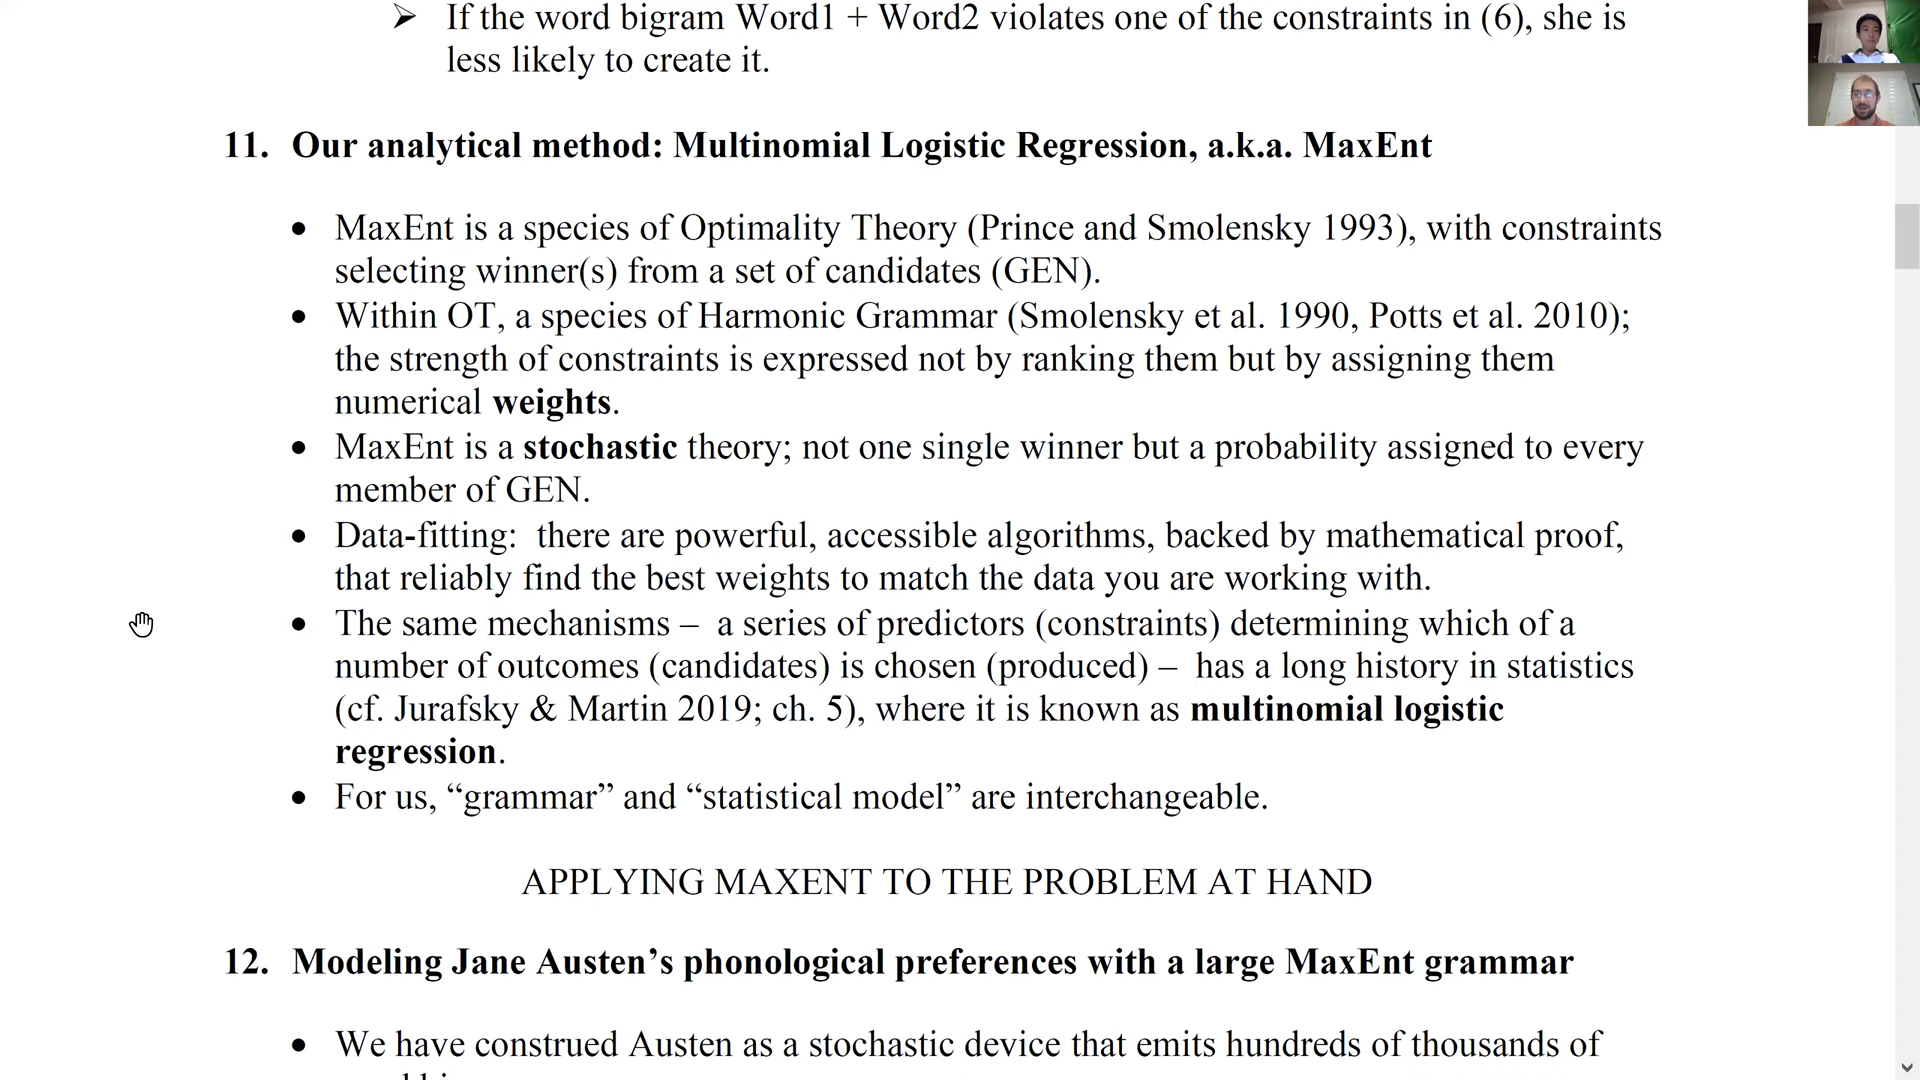 ➢ If the word bigram Word1 + Word2 violates one of the constraints in (6), she is
less likely to create it.
11. Our analytical method: Multinomial Logistic Regression, a.k.a. MaxEnt
• MaxEnt is a species of Optimality Theory (Prince and Smolensky 1993), with constraints
selecting winner(s) from a set of candidates (GEN).
• Within OT, a species of Harmonic Grammar (Smolensky et al. 1990, Potts et al. 2010);
the strength of constraints is expressed not by ranking them but by assigning them
numerical weights.
• MaxEnt is a stochastic theory; not one single winner but a probability assigned to every
member of GEN.
• Data-fitting:  there are powerful, accessible algorithms, backed by mathematical proof,
that reliably find the best weights to match the data you are working with.
• The same mechanisms –  a series of predictors (constraints) determining which of a
number of outcomes (candidates) is chosen (produced) –  has a long history in statistics
(cf. Jurafsky & Martin 2019; ch. 5), where it is known as multinomial logistic
regression.
• For us, “grammar” and “statistical model” are interchangeable.
APPLYING MAXENT TO THE PROBLEM AT HAND
12. Modeling Jane Austen’s phonological preferences with a large MaxEnt grammar
• We have construed Austen as a stochastic device that emits hundreds of thousands of